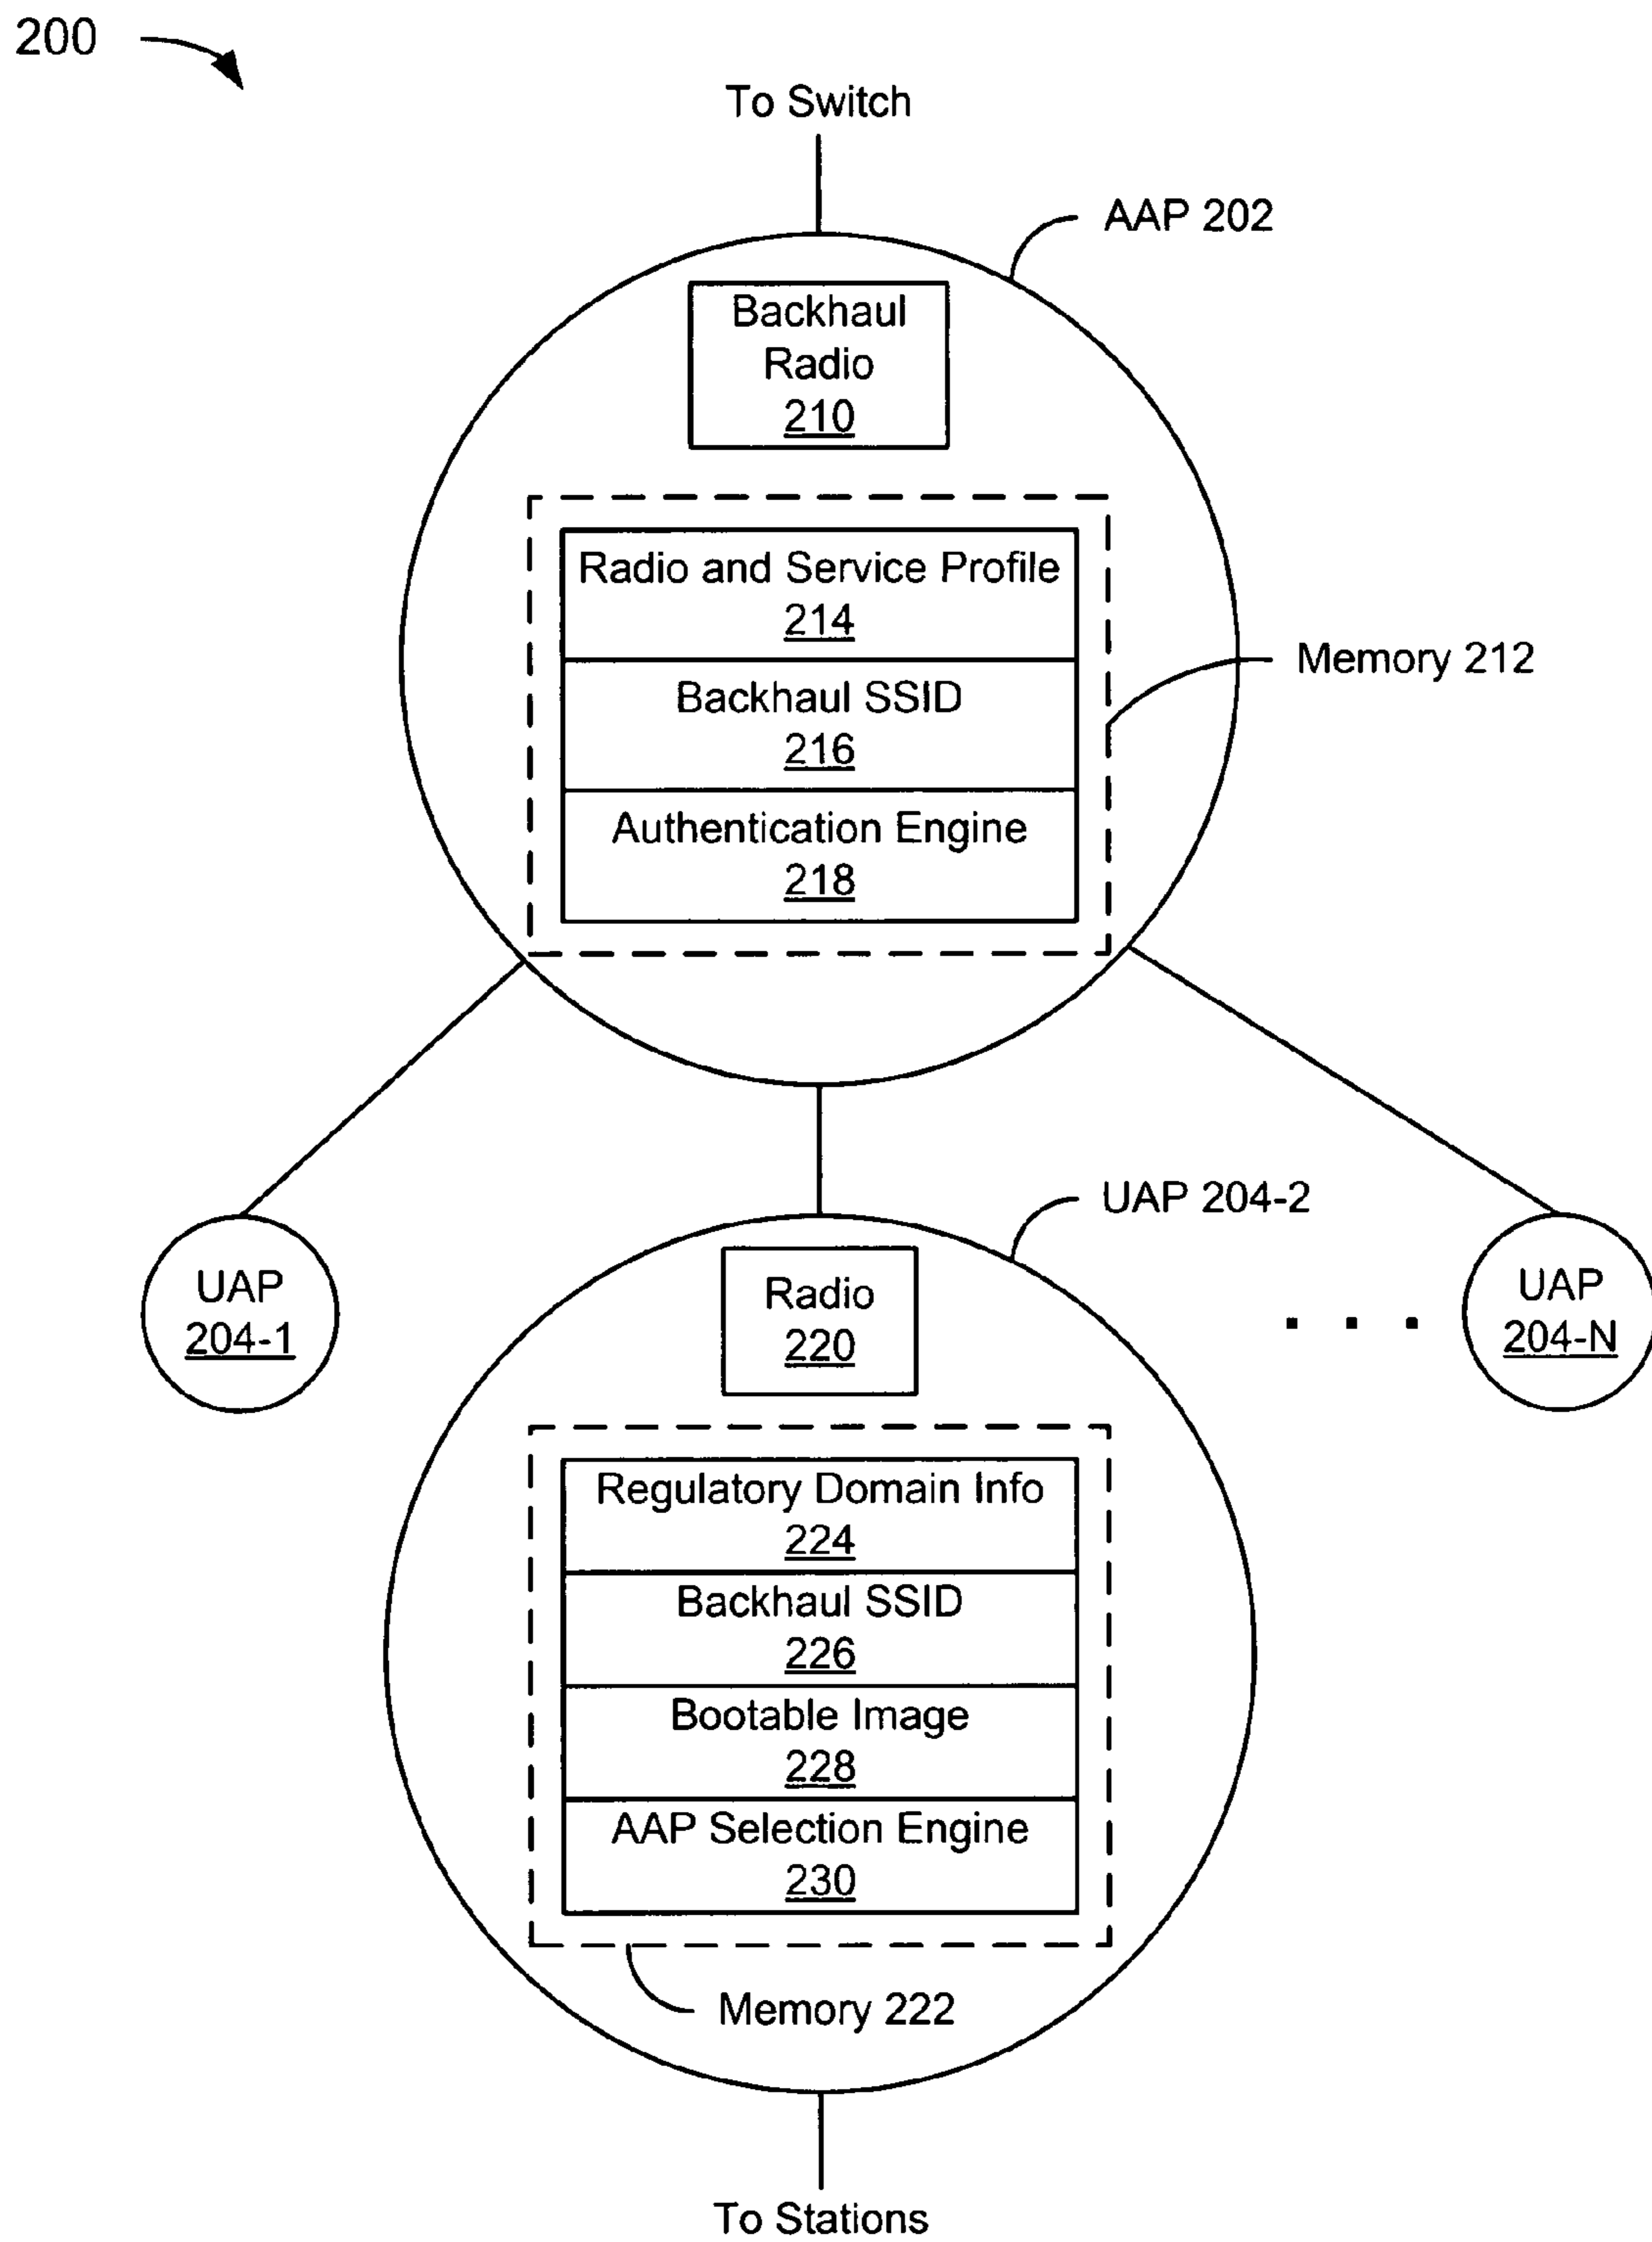 200
To Switch
AAP 202
Backhaul
Radio
210
Radio and Service Profile
214
Memory 212
Backhaul SSID
216
Authentication Engine
218
UAP 204-2
UAP
204-1
Radio
220
UAP
204-N
Regulatory Domain Info
224
Backhaul SSID
226
Bootable Image
228
AAP Selection Engine
230
Memory 222
To Stations